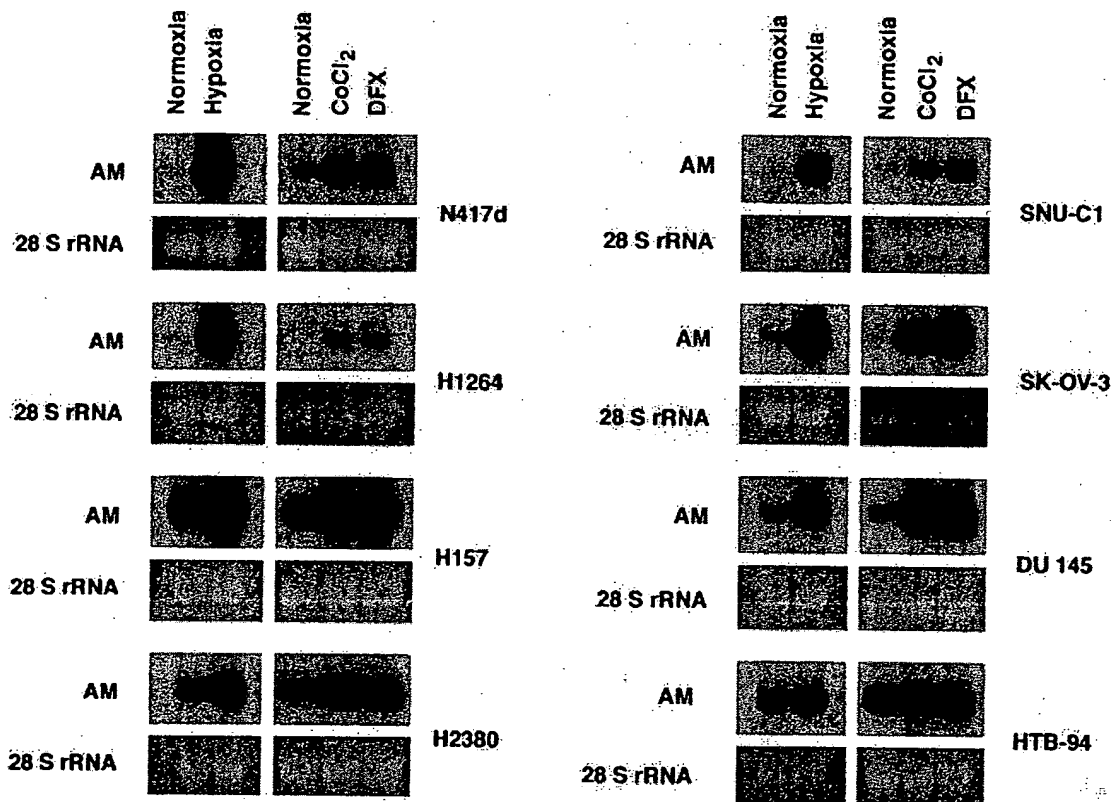 Normoxia
Hypoxia
Normoxia
CoCl2
DFX
AM
28 S rRNA
N417d
AM
28 S rRNA
H1264
AM
28 S rRNA
H157
AM
28 S rRNA
H2380
Normoxia
Hypoxia
Normoxia
CoCl2
DFX
AM
28 S rRNA
SNU-C1
AM
28 S rRNA
SK-OV-3
AM
28 S rRNA
DU 145
AM
28 S rRNA
HTB-94